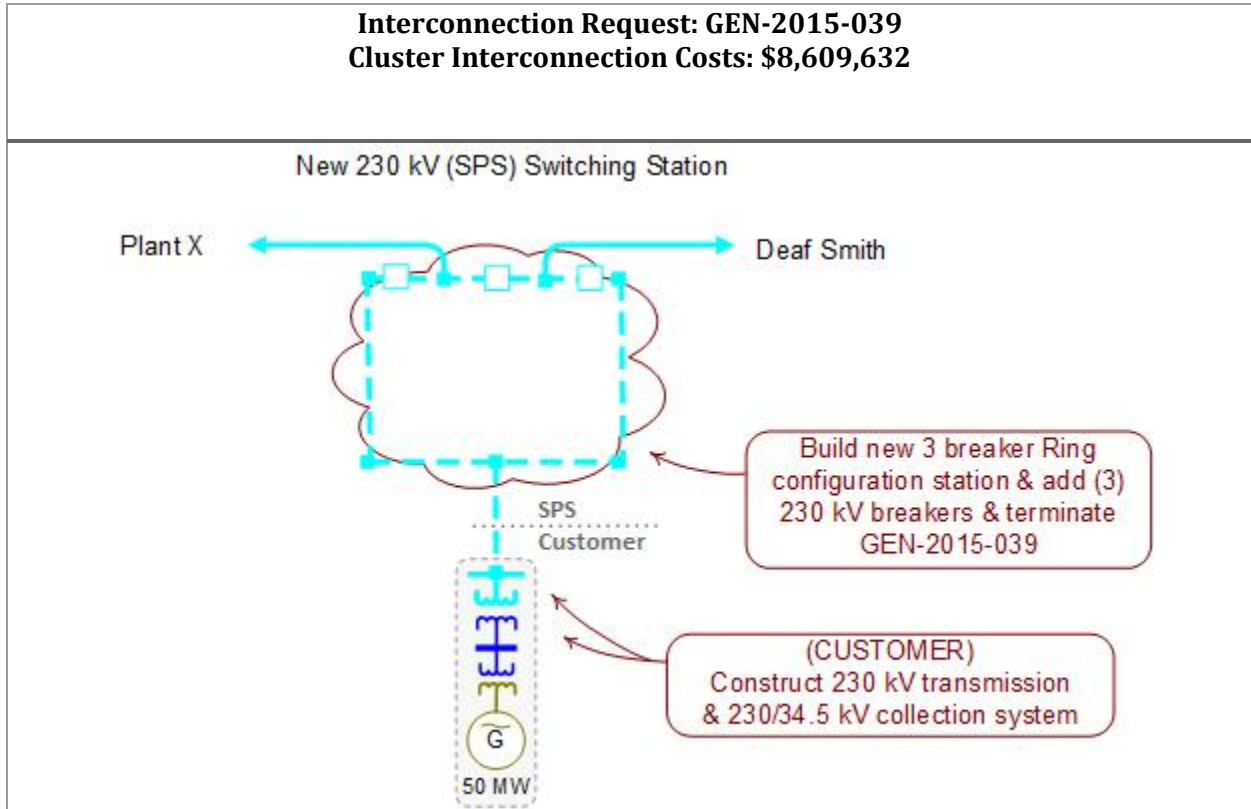 Interconnection Request: GEN-2015-039
Cluster Interconnection Costs: $8,609,632
New 230 kV (SPS) Switching Station
Plant X
Deaf Smith
Build new 3 breaker Ring
configuration station & add (3)
230 kV breakers & terminate
GEN-2015-039
SPS
Customer
(CUSTOMER)
Construct 230 kV transmission
& 230/34.5 kV collection system
G
50 MW